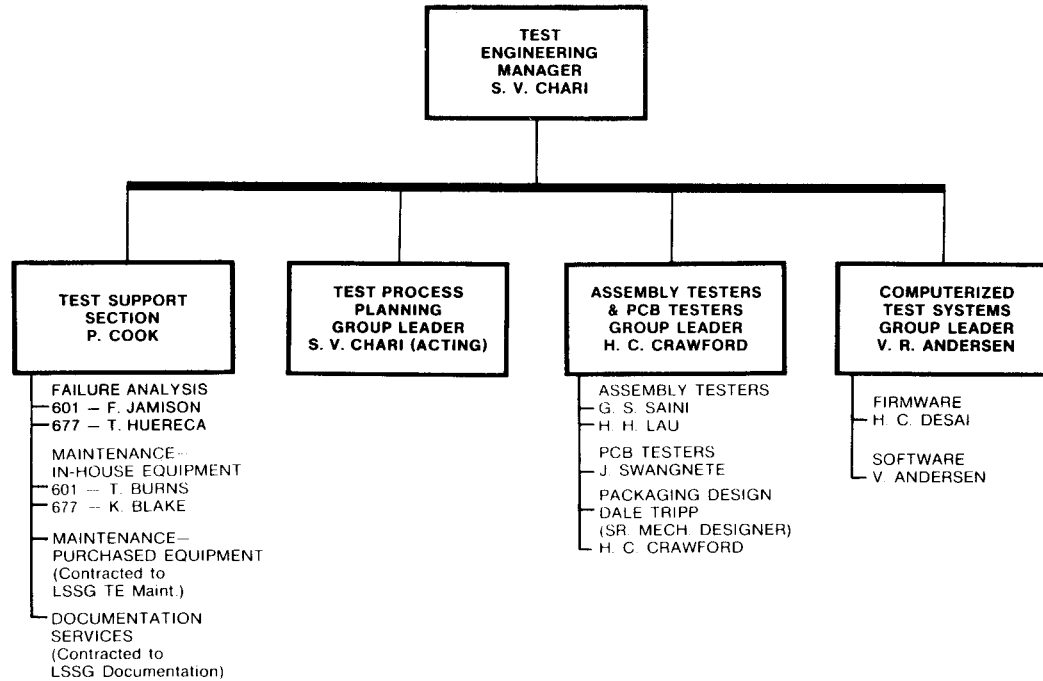 TEST
ENGINEERING
MANAGER
S. V. CHARI
TEST SUPPORT
SECTION
P. COOK
FAILURE ANALYSIS
601 – F. JAMISON
677 – T. HUERECA
MAINTENANCE–
IN-HOUSE EQUIPMENT
601 – T. BURNS
677 – K. BLAKE
MAINTENANCE–
PURCHASED EQUIPMENT
(Contracted to
LSSG TE Maint.)
DOCUMENTATION
SERVICES
(Contracted to
LSSG Documentation)
TEST PROCESS
PLANNING
GROUP LEADER
S. V. CHARI (ACTING)
ASSEMBLY TESTERS
& PCB TESTERS
GROUP LEADER
H. C. CRAWFORD
ASSEMBLY TESTERS
G. S. SAINI
H. H. LAU
PCB TESTERS
J. SWANGNETE
PACKAGING DESIGN
DALE TRIPP
(SR. MECH. DESIGNER)
H. C. CRAWFORD
COMPUTERIZED
TEST SYSTEMS
GROUP LEADER
V. R. ANDERSEN
FIRMWARE
H. C. DESAI
SOFTWARE
V. ANDERSEN